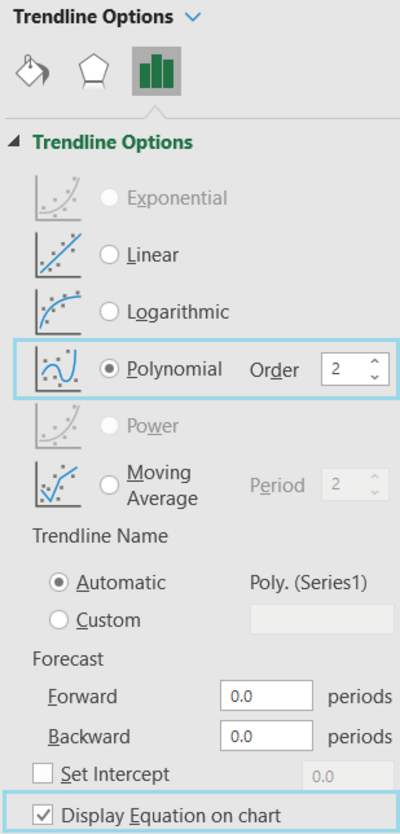 Trendline Options
Trendline Options
Exponential
Linear
Logarithmic
Polynomial Order 2
Power
Moving
Average Period 2
Trendline Name
Automatic Poly. (Series1)
Custom
Forecast
Forward 0.0 periods
Backward 0.0 periods
Set Intercept 0.0
Display Equation on chart